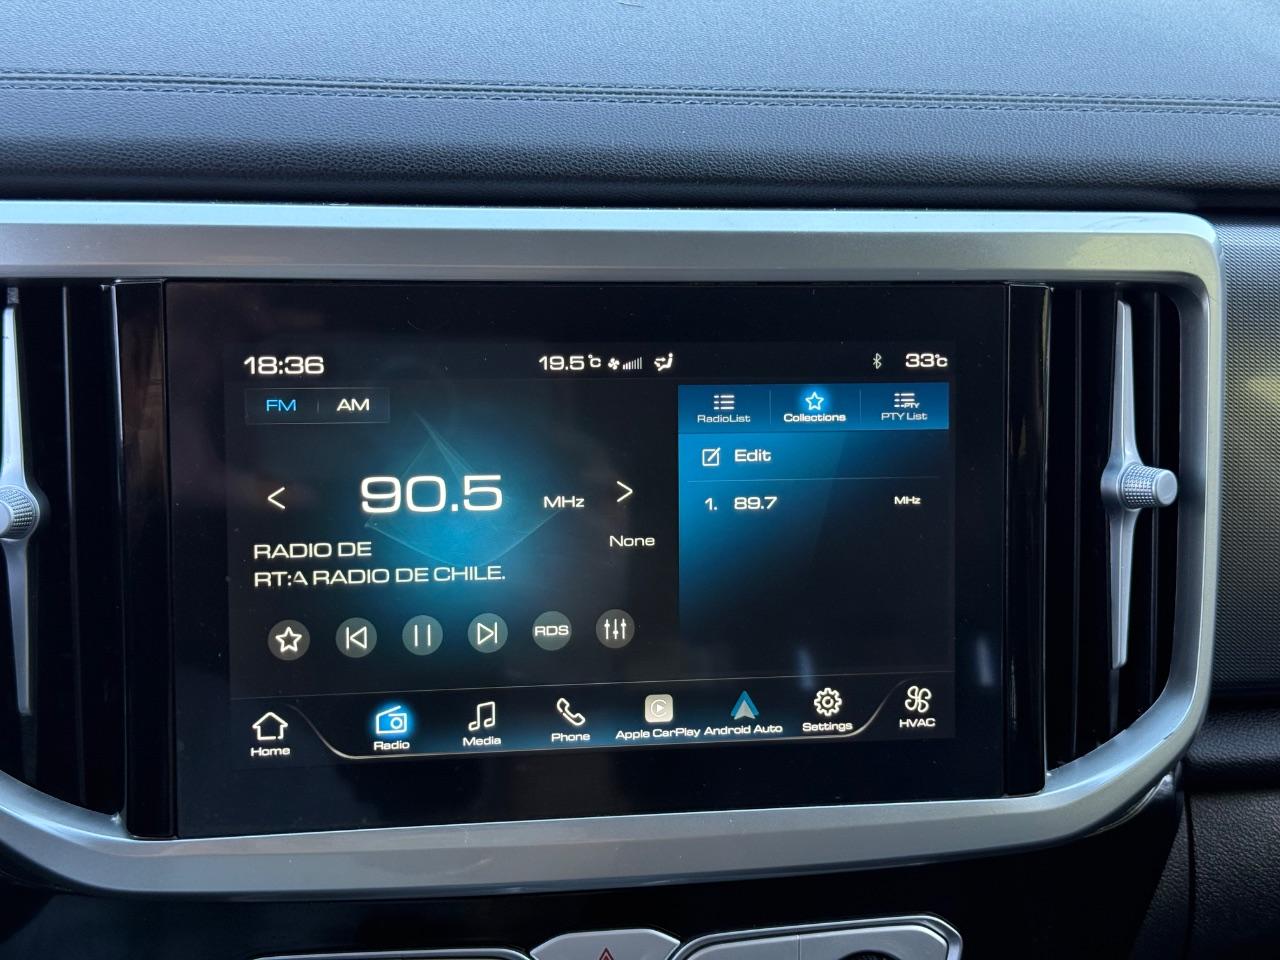 18:36
19.5°C
33°C
FM | AM
90.5 MHz
None
RADIO DE
RT:A RADIO DE CHILE.
RDS
RadioList
Collections
PTY
PTY List
Edit
1. 89.7 MHz
Home
Radio
Media
Phone
Apple CarPlay
Android Auto
Settings
HVAC